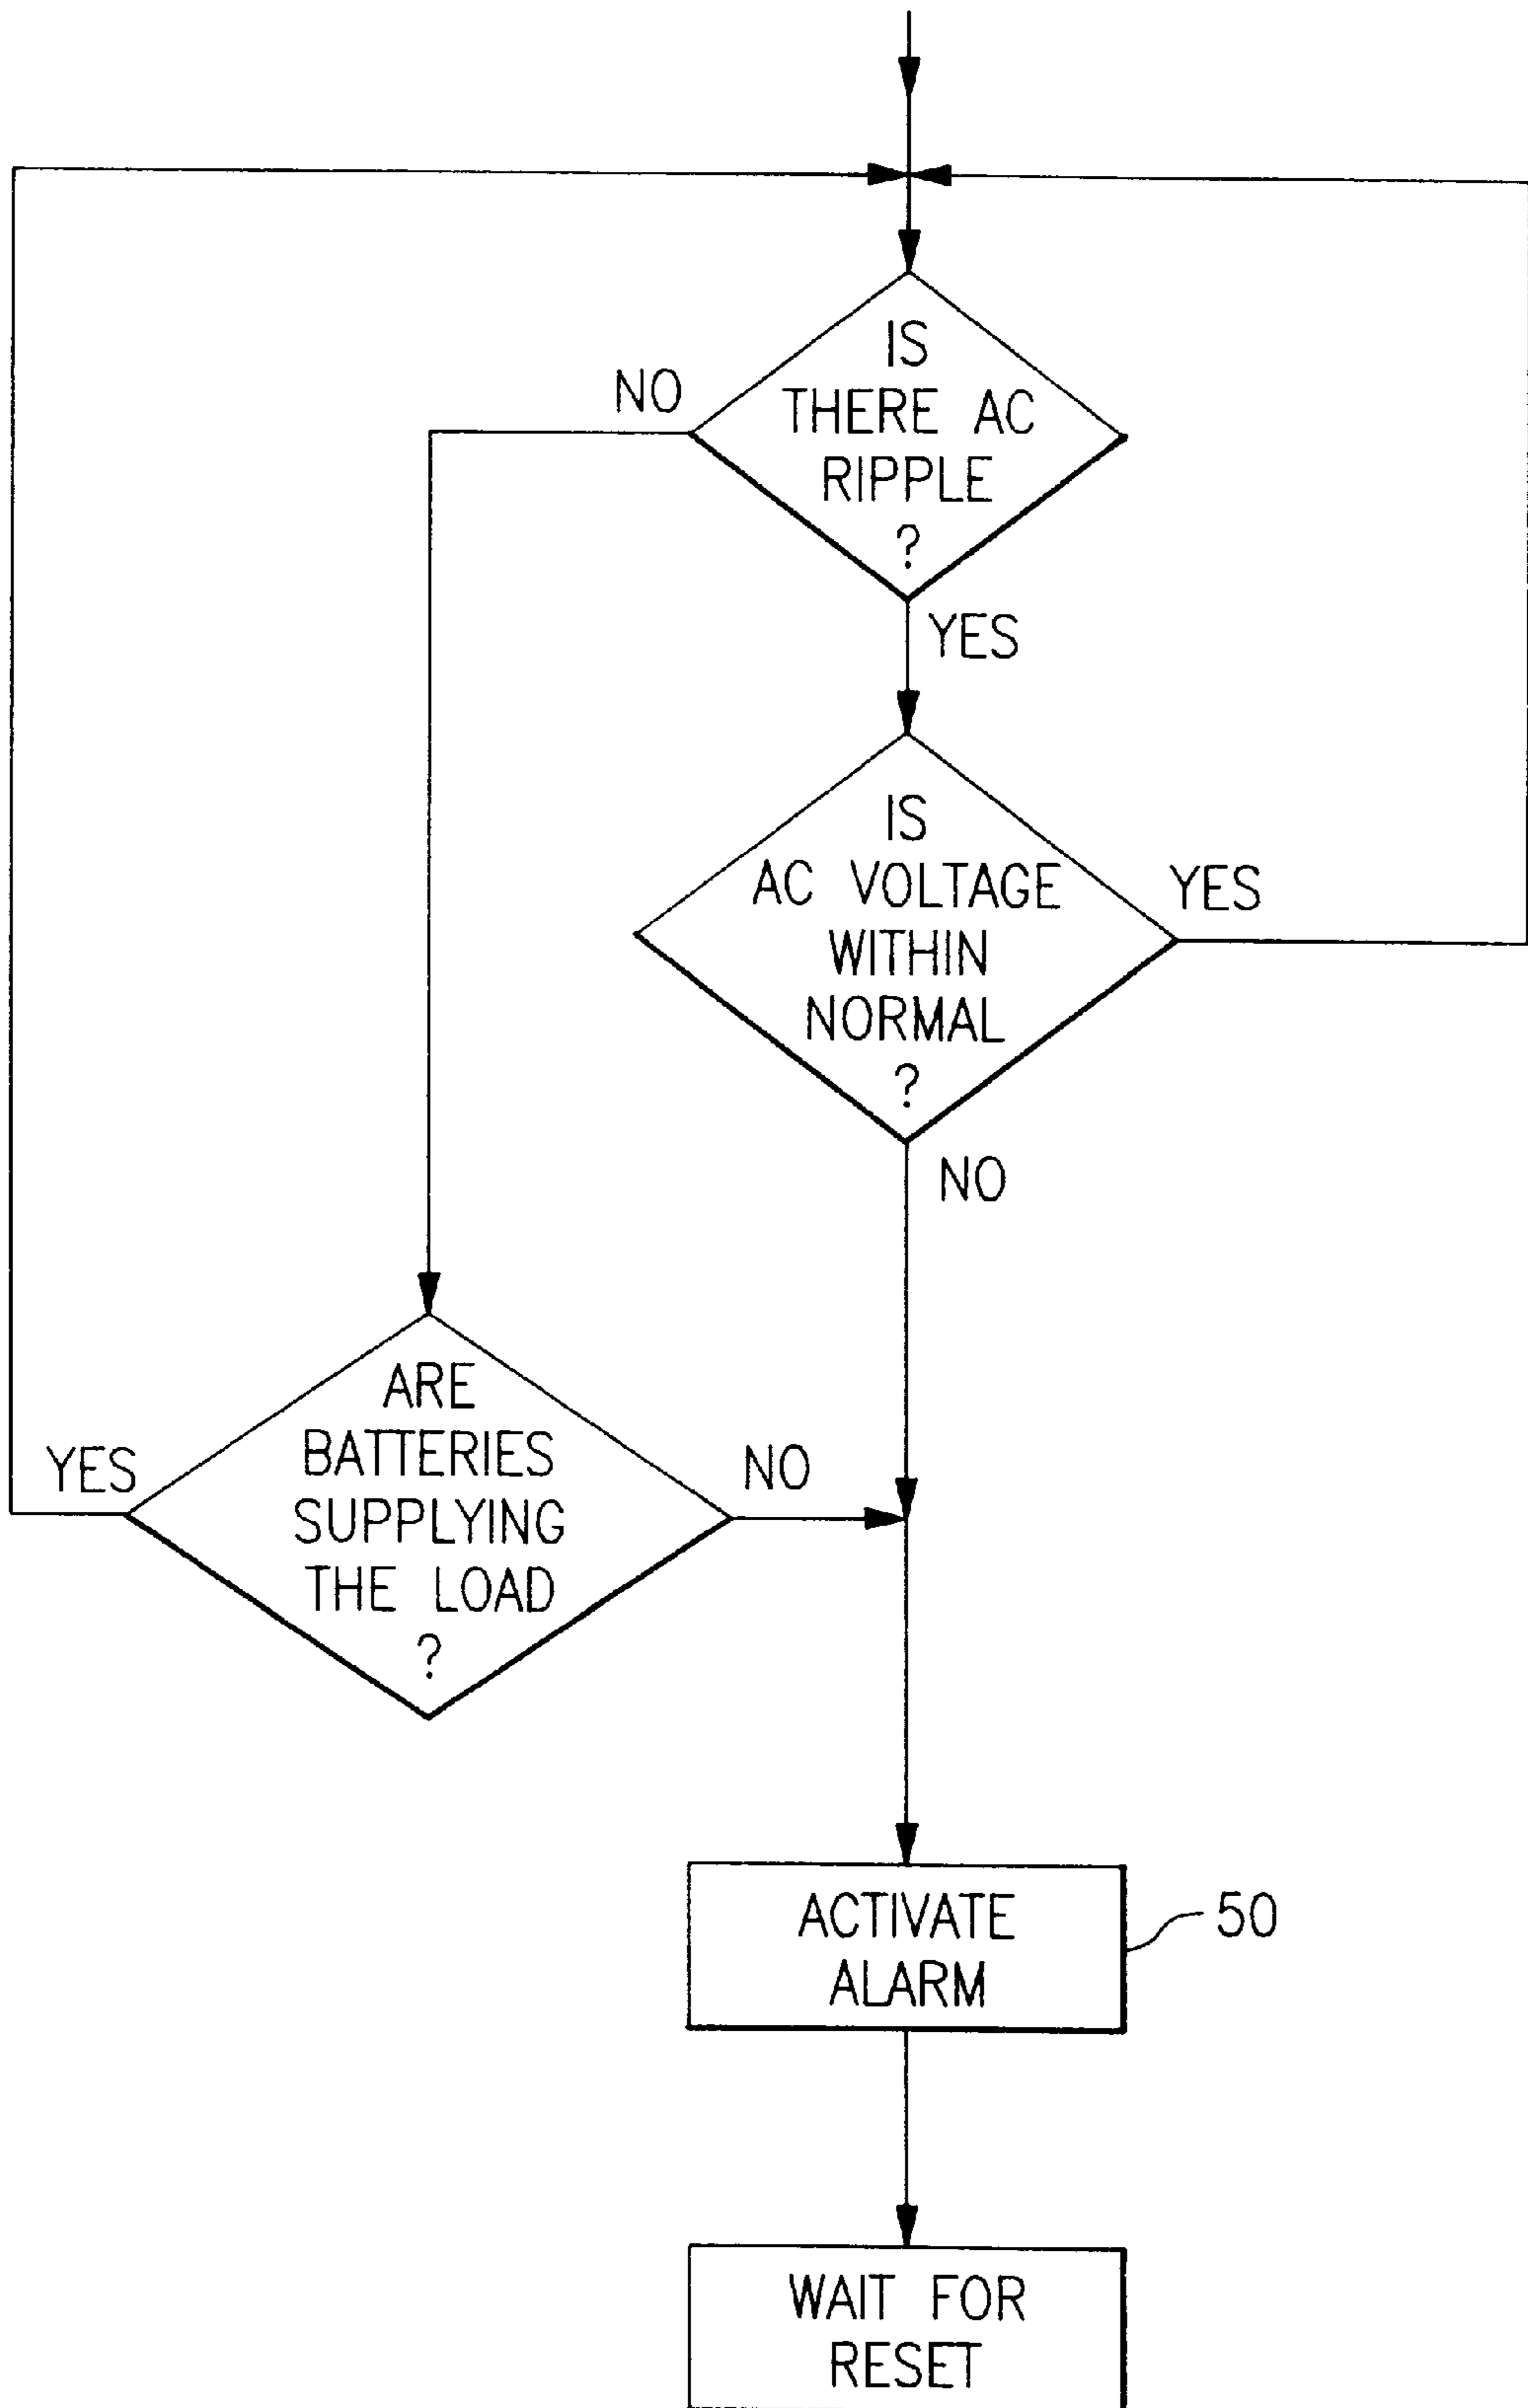 IS
THERE AC
RIPPLE
?
NO
YES
IS
AC VOLTAGE
WITHIN
NORMAL
?
YES
NO
ARE
BATTERIES
SUPPLYING
THE LOAD
?
YES
NO
ACTIVATE
ALARM
50
WAIT FOR
RESET